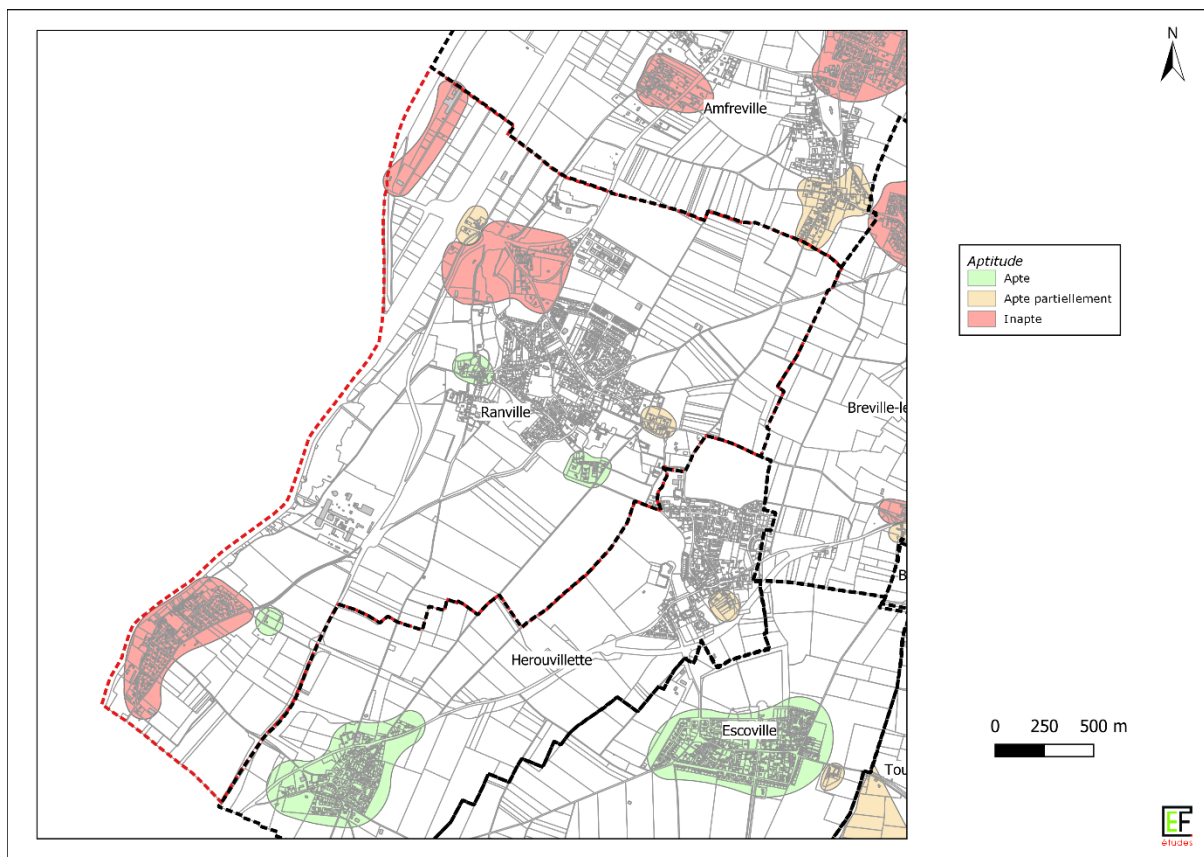 N
Amfreville
Aptitude
Apte
Apte partiellement
Inapte
Ranville
Breville-le
B
Herouvillette
Escoville
Tou
0 250 500 m
EF
études